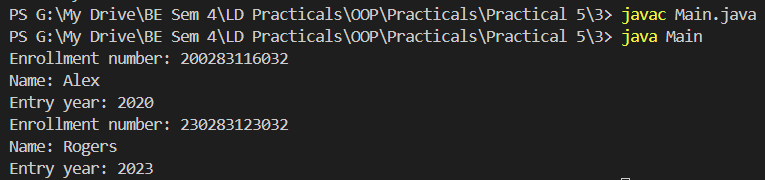 PS G:\My Drive\BE Sem 4\LD Practicals\OOP\Practicals\Practical 5\3> javac Main.java
PS G:\My Drive\BE Sem 4\LD Practicals\OOP\Practicals\Practical 5\3> java Main
Enrollment number: 200283116032
Name: Alex
Entry year: 2020
Enrollment number: 230283123032
Name: Rogers
Entry year: 2023